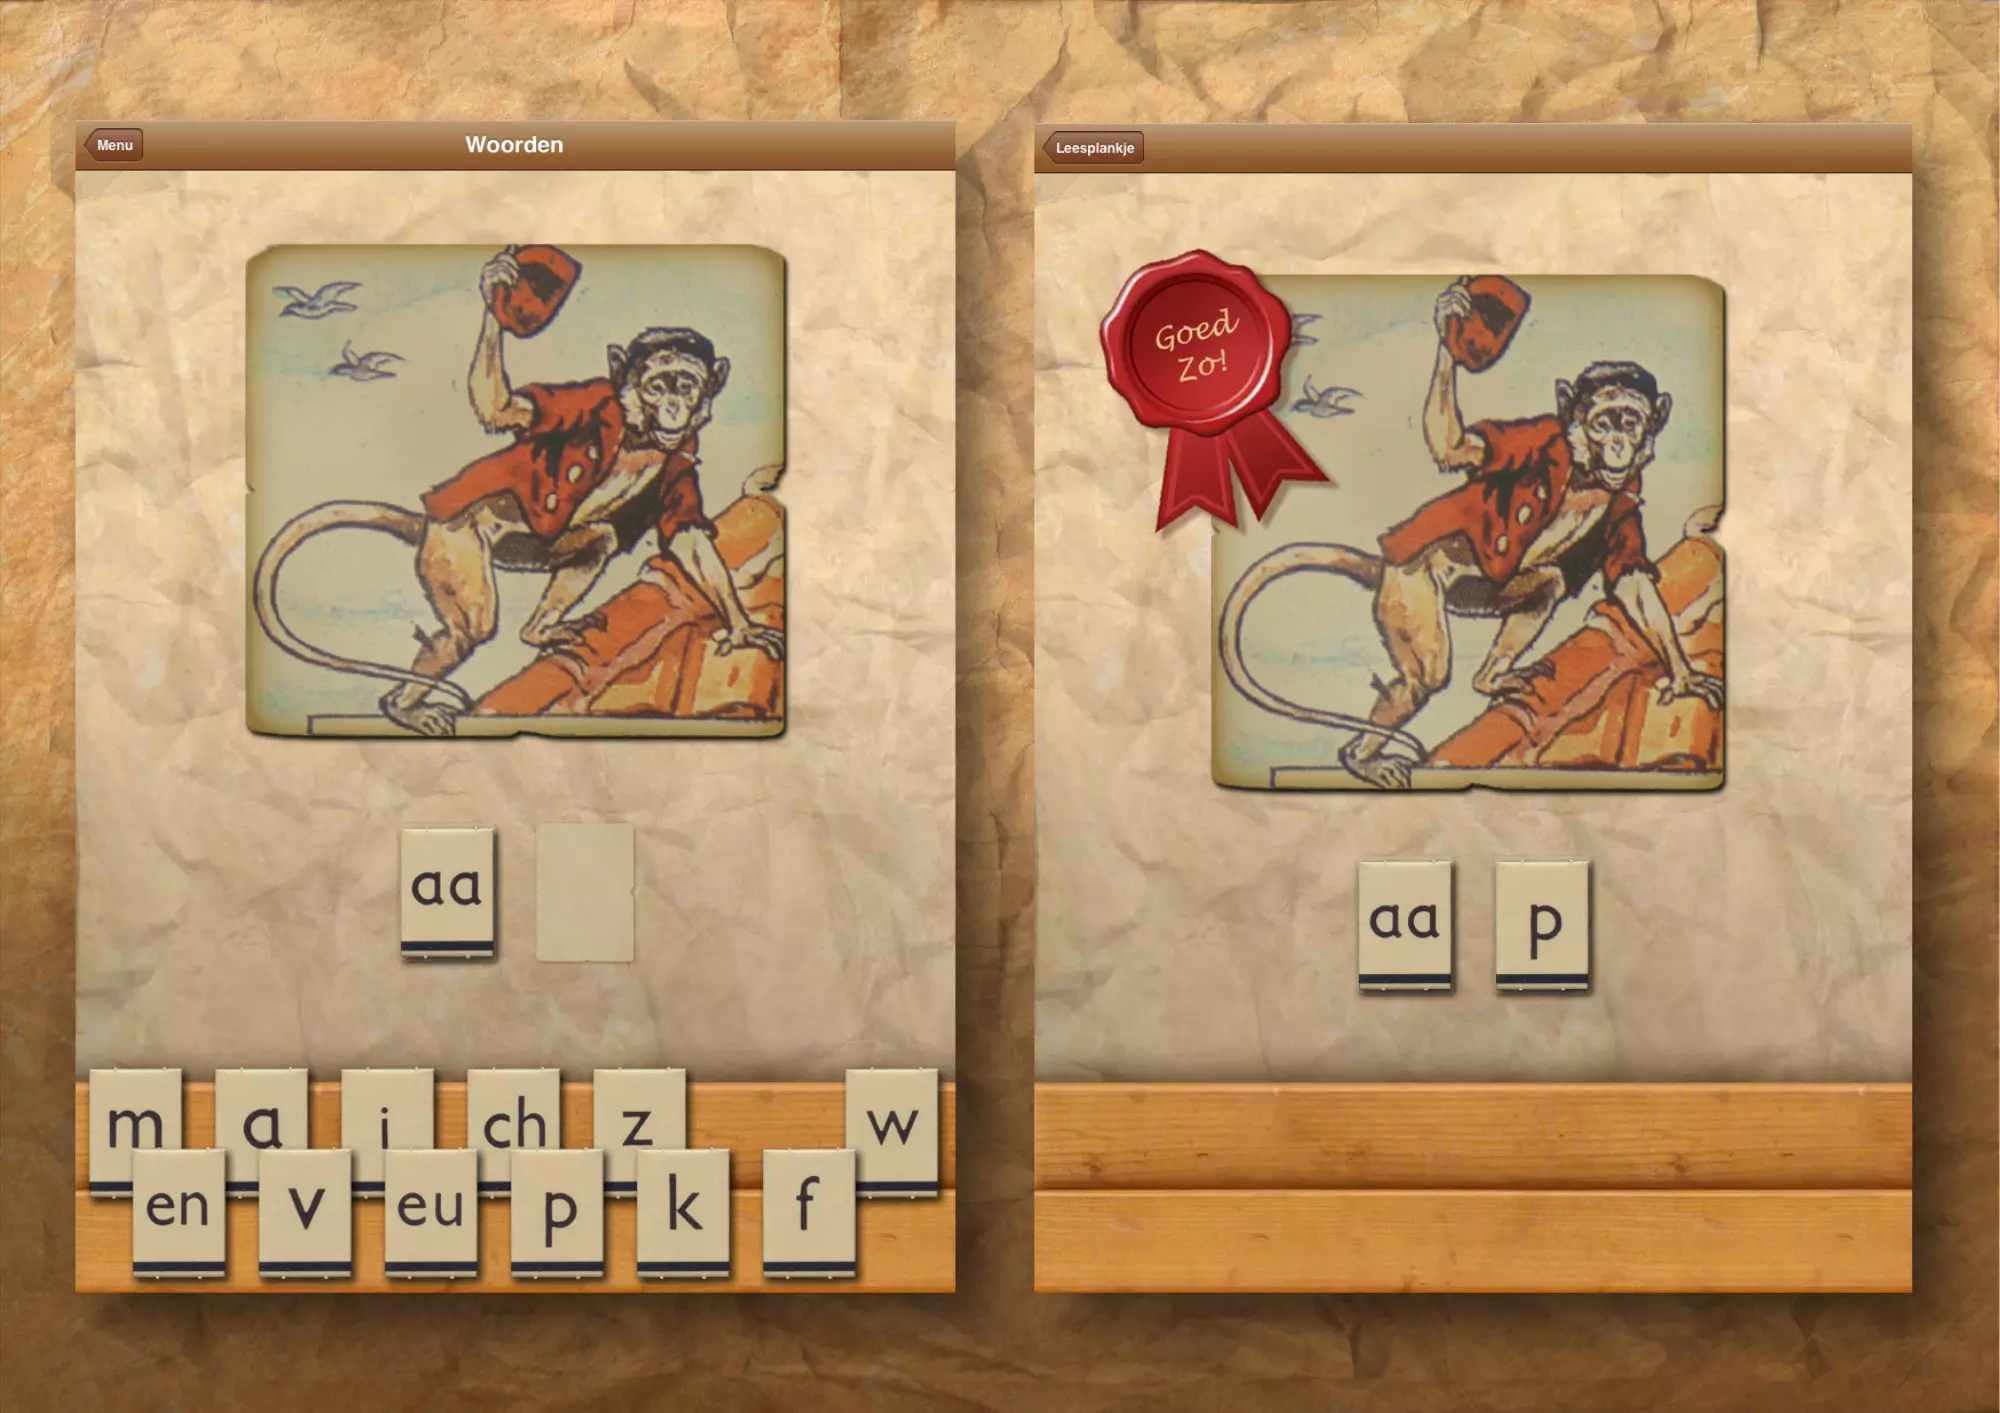 Menu
Woorden
aa
m a i ch z w
en v eu p k f
Leesplankje
Goed
Zo!
aa p